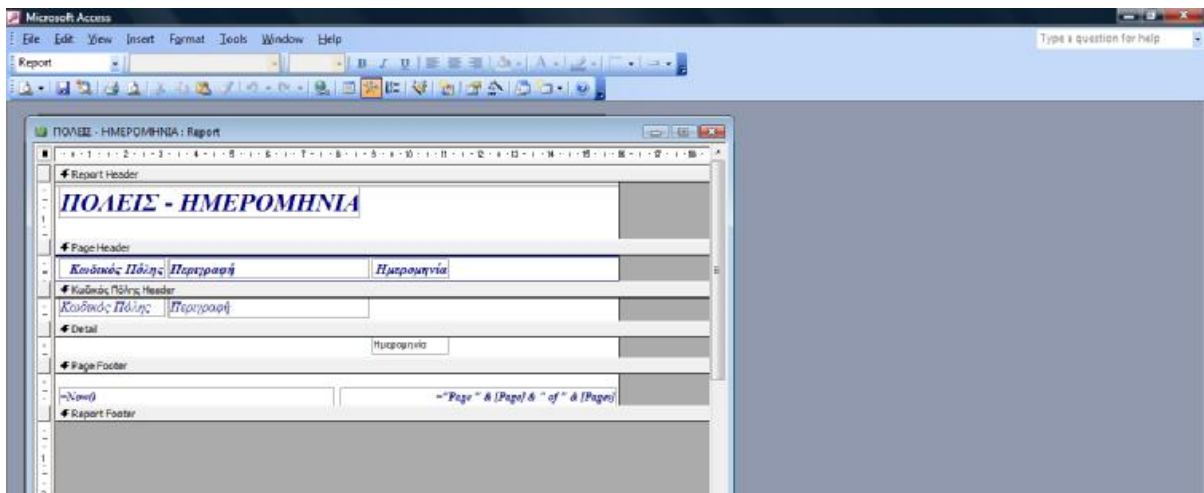 Microsoft Access
File Edit View Insert Format Tools Window Help
Type a question for help
Report
ΠΟΛΕΙΣ - ΗΜΕΡΟΜΗΝΙΑ : Report
Report Header
ΠΟΛΕΙΣ - ΗΜΕΡΟΜΗΝΙΑ
Page Header
Κωδικός Πόλης Περιγραφή Ημερομηνία
Κωδικός Πόλης Header
Κωδικός Πόλης Περιγραφή
Detail
Ημερομηνία
Page Footer
=Now() ="Page " & [Page] & " of " & [Pages]
Report Footer